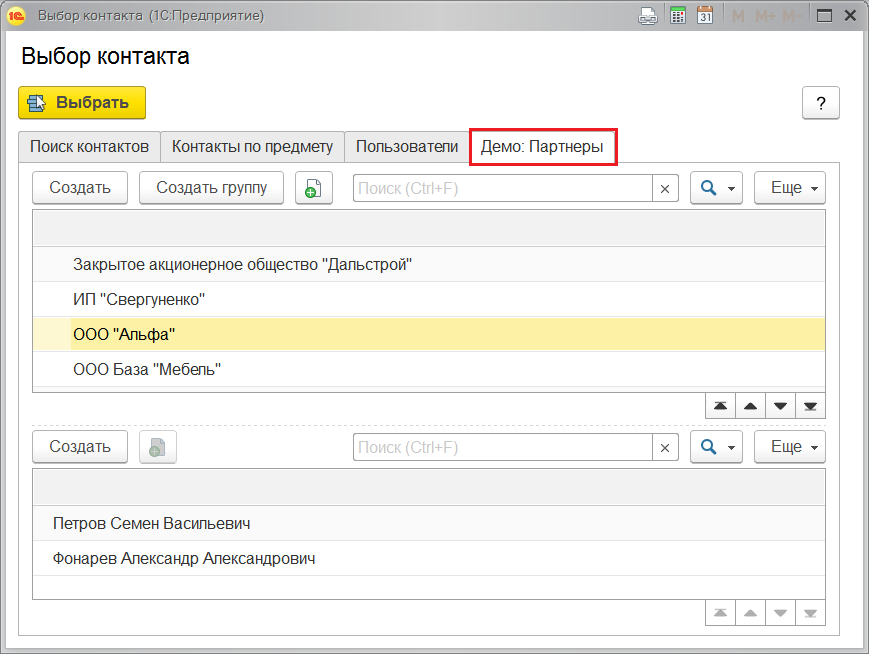 Выбор контакта (1С:Предприятие)
31 M M+ M-
Выбор контакта
Выбрать ?
Поиск контактов Контакты по предмету Пользователи Демо: Партнеры
Создать Создать группу Поиск (Ctrl+F) × Еще
Закрытое акционерное общество "Дальстрой"
ИП "Свергуненко"
ООО "Альфа"
ООО База "Мебель"
Создать Поиск (Ctrl+F) × Еще
Петров Семен Васильевич
Фонарев Александр Александрович